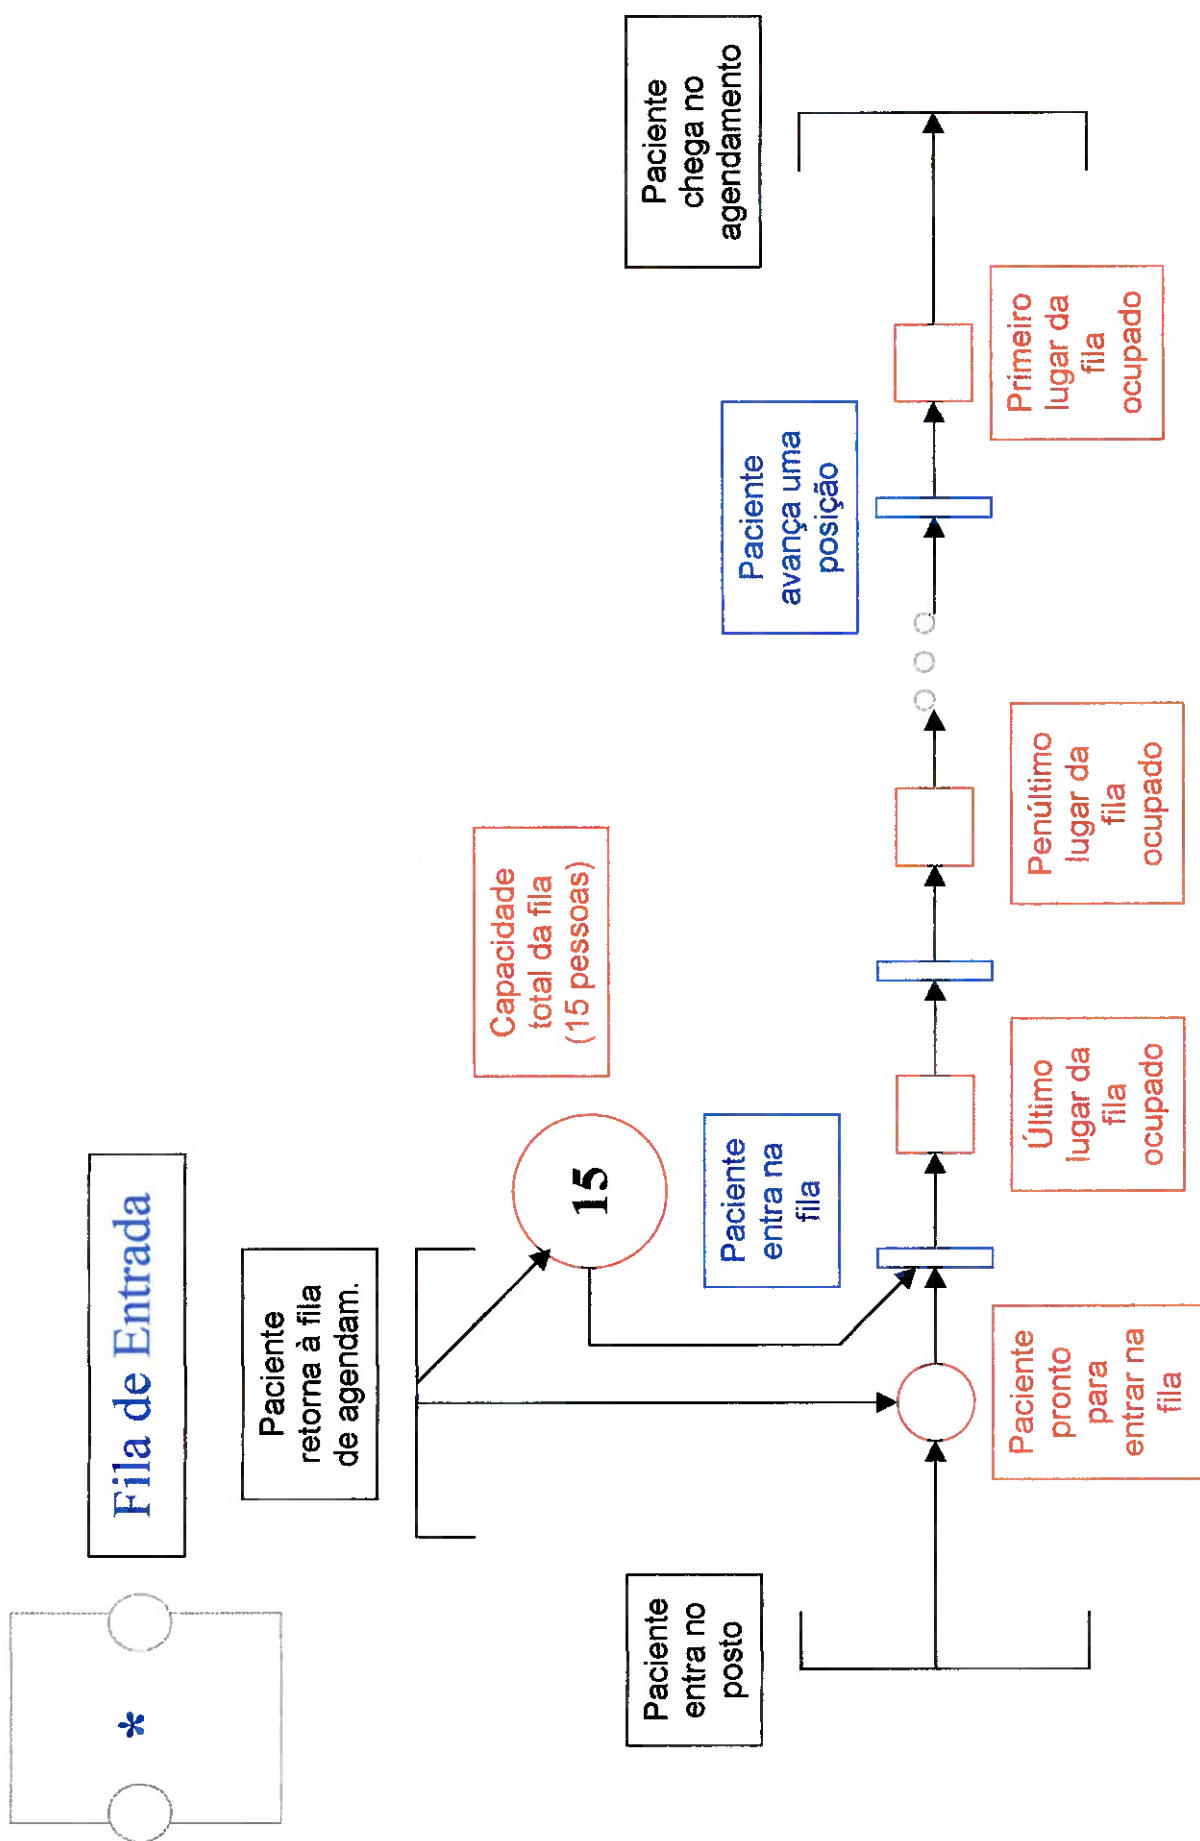 *
Fila de Entrada
Paciente
retorna à fila
de agendam.
Capacidade
total da fila
(15 pessoas)
15
Paciente
entra no
posto
Paciente
entra na
fila
Paciente
avança uma
posição
Paciente
chega no
agendamento
Paciente
pronto
para
entrar na
fila
Último
lugar da
fila
ocupado
Penúltimo
lugar da
fila
ocupado
Primeiro
lugar da
fila
ocupado